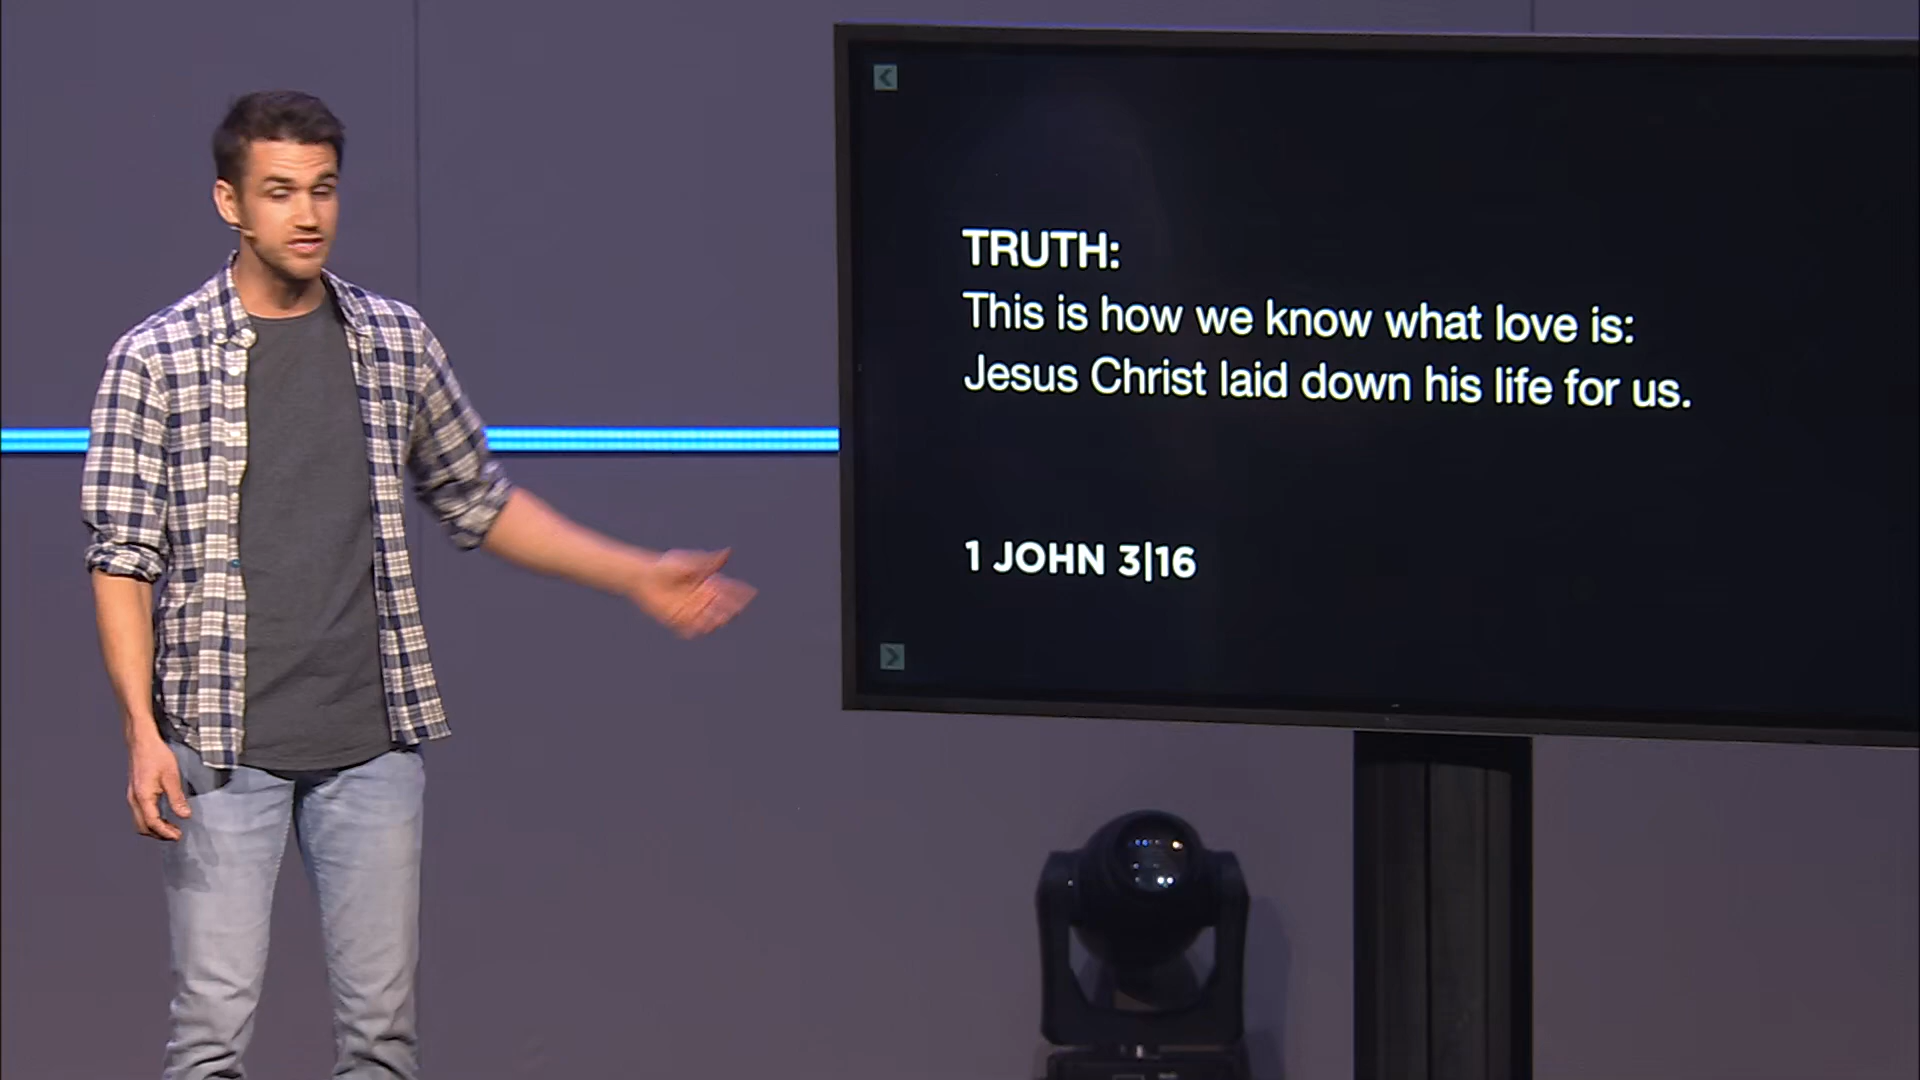 TRUTH:
This is how we know what love is:
Jesus Christ laid down his life for us.
1 JOHN 3|16